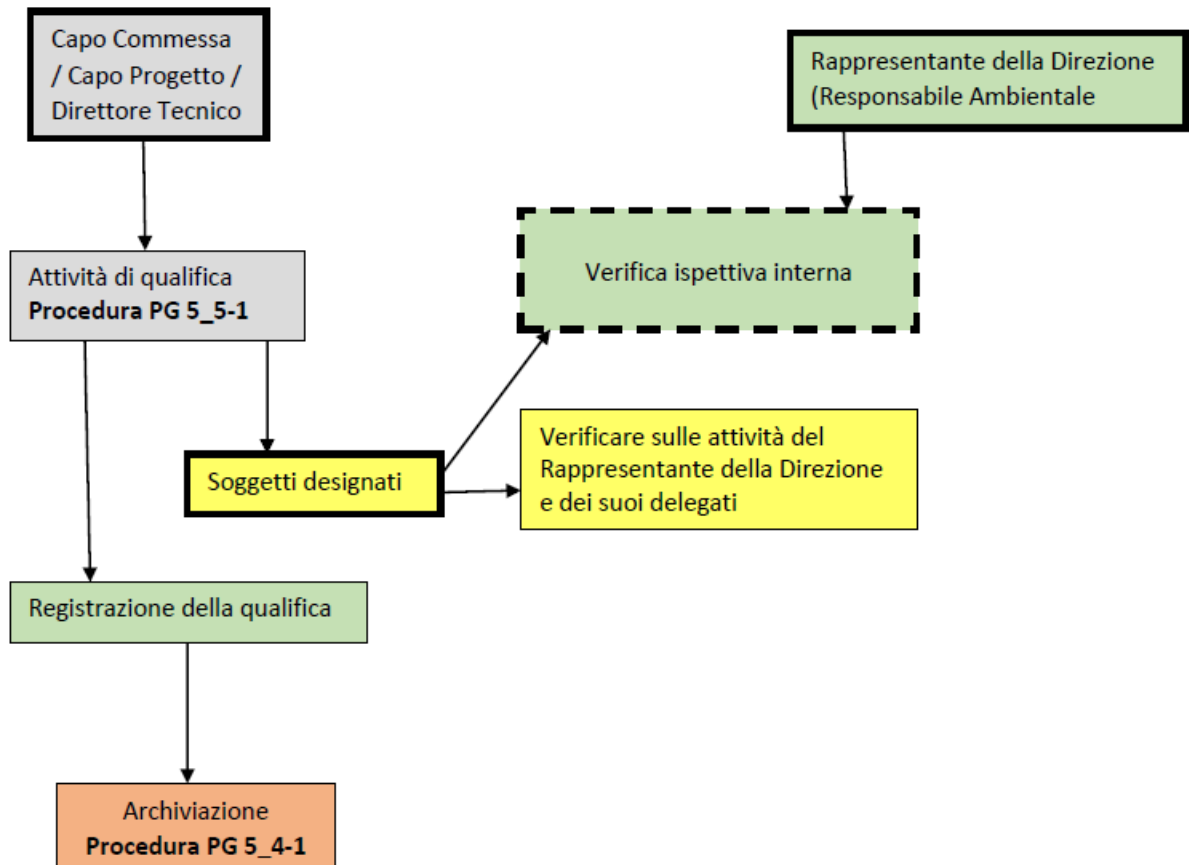 Capo Commessa
/ Capo Progetto /
Direttore Tecnico
Rappresentante della Direzione
(Responsabile Ambientale
Attività di qualifica
Procedura PG 5_5-1
Verifica ispettiva interna
Soggetti designati
Verificare sulle attività del
Rappresentante della Direzione
e dei suoi delegati
Registrazione della qualifica
Archiviazione
Procedura PG 5_4-1